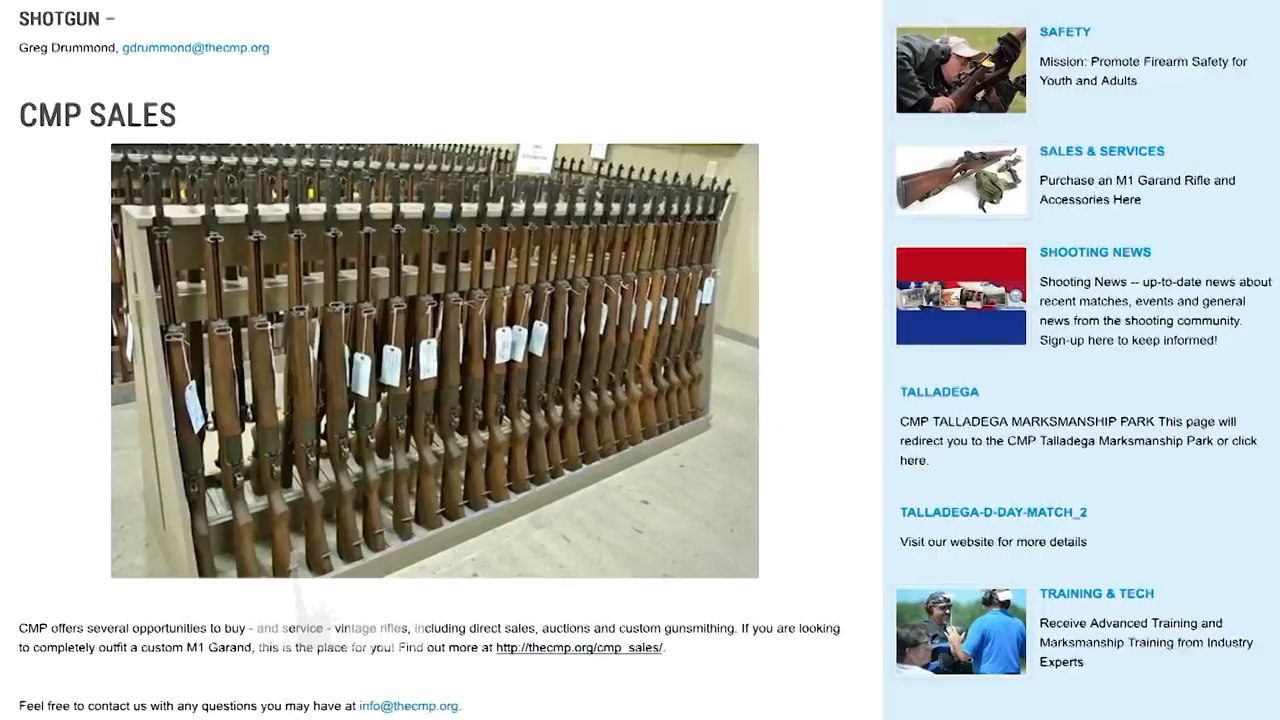 SHOTGUN –
Greg Drummond, gdrummond@thecmp.org
CMP SALES
CMP offers several opportunities to buy - and service - vintage rifles, including direct sales, auctions and custom gunsmithing. If you are looking
to completely outfit a custom M1 Garand, this is the place for you! Find out more at http://thecmp.org/cmp_sales/.
Feel free to contact us with any questions you may have at info@thecmp.org.
SAFETY
Mission: Promote Firearm Safety for
Youth and Adults
SALES & SERVICES
Purchase an M1 Garand Rifle and
Accessories Here
SHOOTING NEWS
Shooting News -- up-to-date news about
recent matches, events and general
news from the shooting community.
Sign-up here to keep informed!
TALLADEGA
CMP TALLADEGA MARKSMANSHIP PARK This page will
redirect you to the CMP Talladega Marksmanship Park or click
here.
TALLADEGA-D-DAY-MATCH_2
Visit our website for more details
TRAINING & TECH
Receive Advanced Training and
Marksmanship Training from Industry
Experts